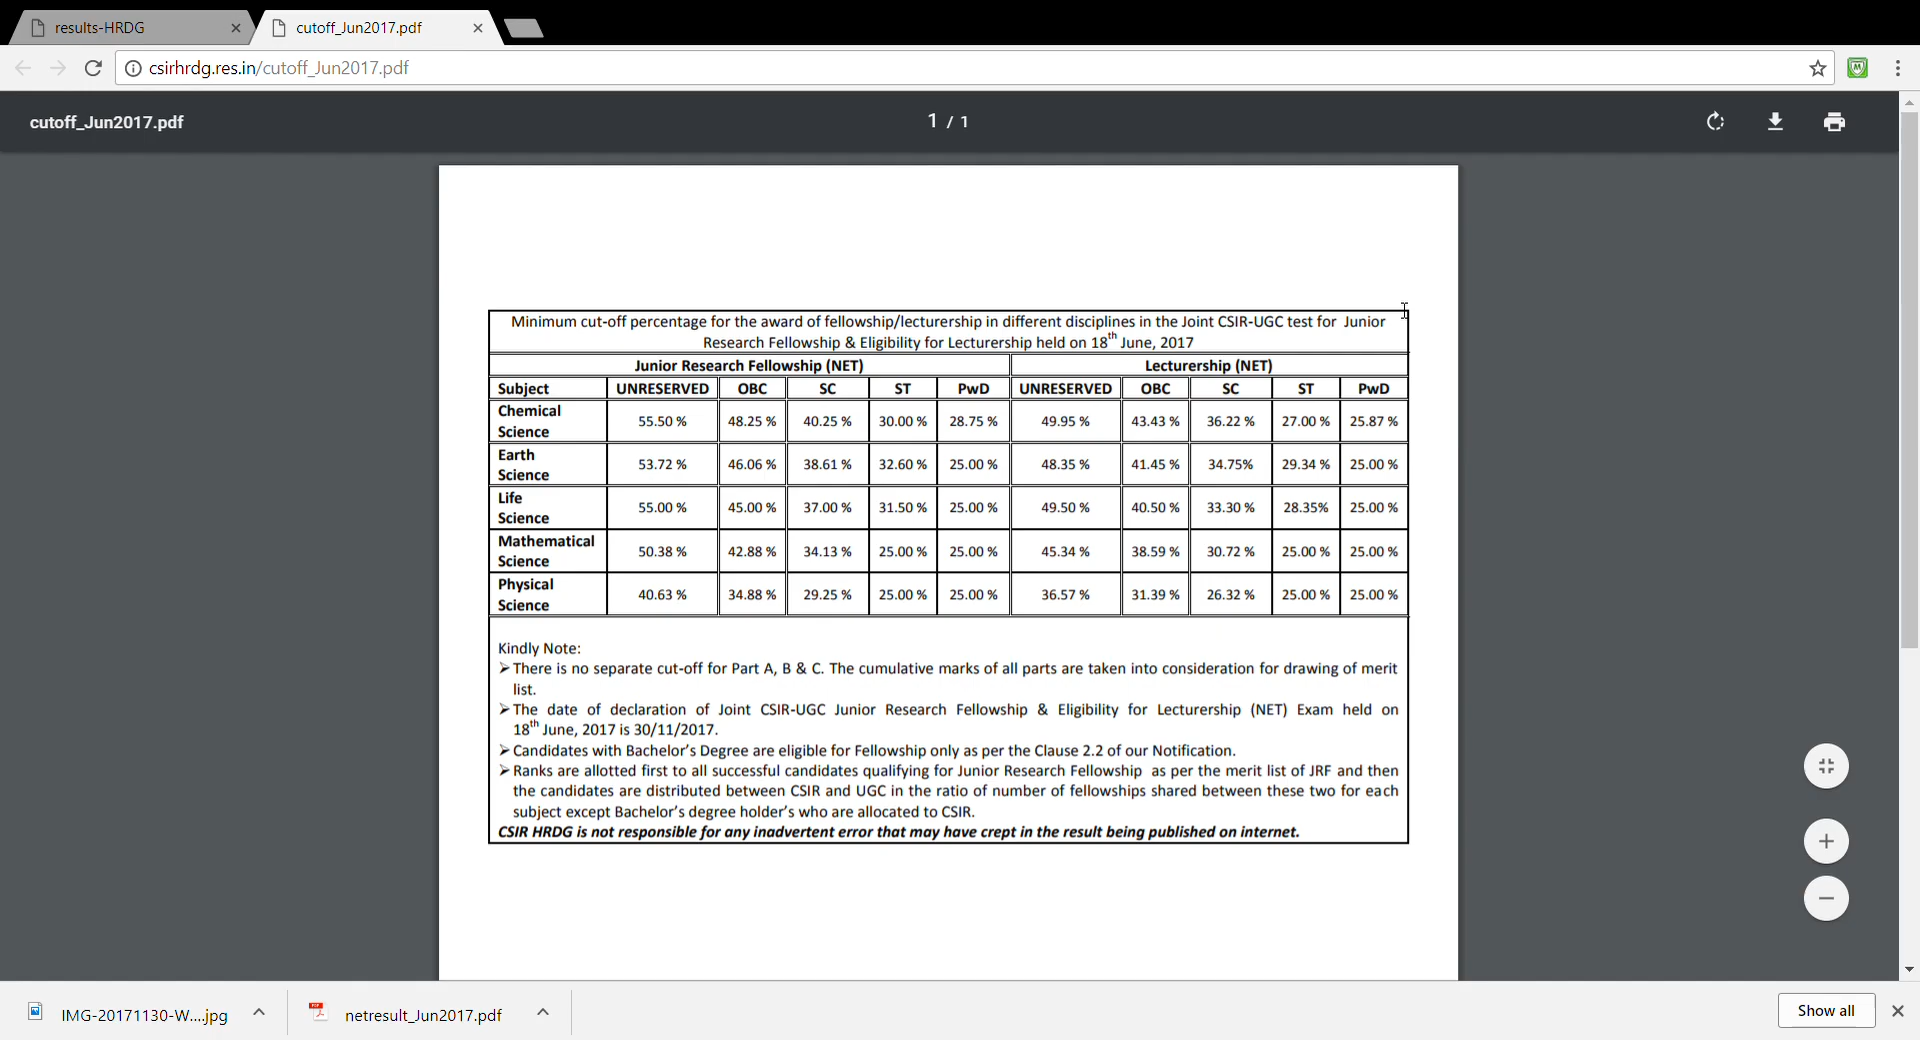 results-HRDG
cutoff_Jun2017.pdf
csirhrdg.res.in/cutoff_Jun2017.pdf
cutoff_Jun2017.pdf
1 / 1
Minimum cut-off percentage for the award of fellowship/lecturership in different disciplines in the Joint CSIR-UGC test for Junior
Research Fellowship & Eligibility for Lecturership held on 18th June, 2017
Junior Research Fellowship (NET) Lecturership (NET)
Subject UNRESERVED OBC SC ST PwD UNRESERVED OBC SC ST PwD
Chemical
Science 55.50 % 48.25 % 40.25 % 30.00 % 28.75 % 49.95 % 43.43 % 36.22 % 27.00 % 25.87 %
Earth
Science 53.72 % 46.06 % 38.61 % 32.60 % 25.00 % 48.35 % 41.45 % 34.75% 29.34 % 25.00 %
Life
Science 55.00 % 45.00 % 37.00 % 31.50 % 25.00 % 49.50 % 40.50 % 33.30 % 28.35% 25.00 %
Mathematical
Science 50.38 % 42.88 % 34.13 % 25.00 % 25.00 % 45.34 % 38.59 % 30.72 % 25.00 % 25.00 %
Physical
Science 40.63 % 34.88 % 29.25 % 25.00 % 25.00 % 36.57 % 31.39 % 26.32 % 25.00 % 25.00 %
Kindly Note:
➢ There is no separate cut-off for Part A, B & C. The cumulative marks of all parts are taken into consideration for drawing of merit
list.
➢ The date of declaration of Joint CSIR-UGC Junior Research Fellowship & Eligibility for Lecturership (NET) Exam held on
18th June, 2017 is 30/11/2017.
➢ Candidates with Bachelor's Degree are eligible for Fellowship only as per the Clause 2.2 of our Notification.
➢ Ranks are allotted first to all successful candidates qualifying for Junior Research Fellowship as per the merit list of JRF and then
the candidates are distributed between CSIR and UGC in the ratio of number of fellowships shared between these two for each
subject except Bachelor's degree holder's who are allocated to CSIR.
CSIR HRDG is not responsible for any inadvertent error that may have crept in the result being published on internet.
IMG-20171130-W....jpg
netresult_Jun2017.pdf
Show all